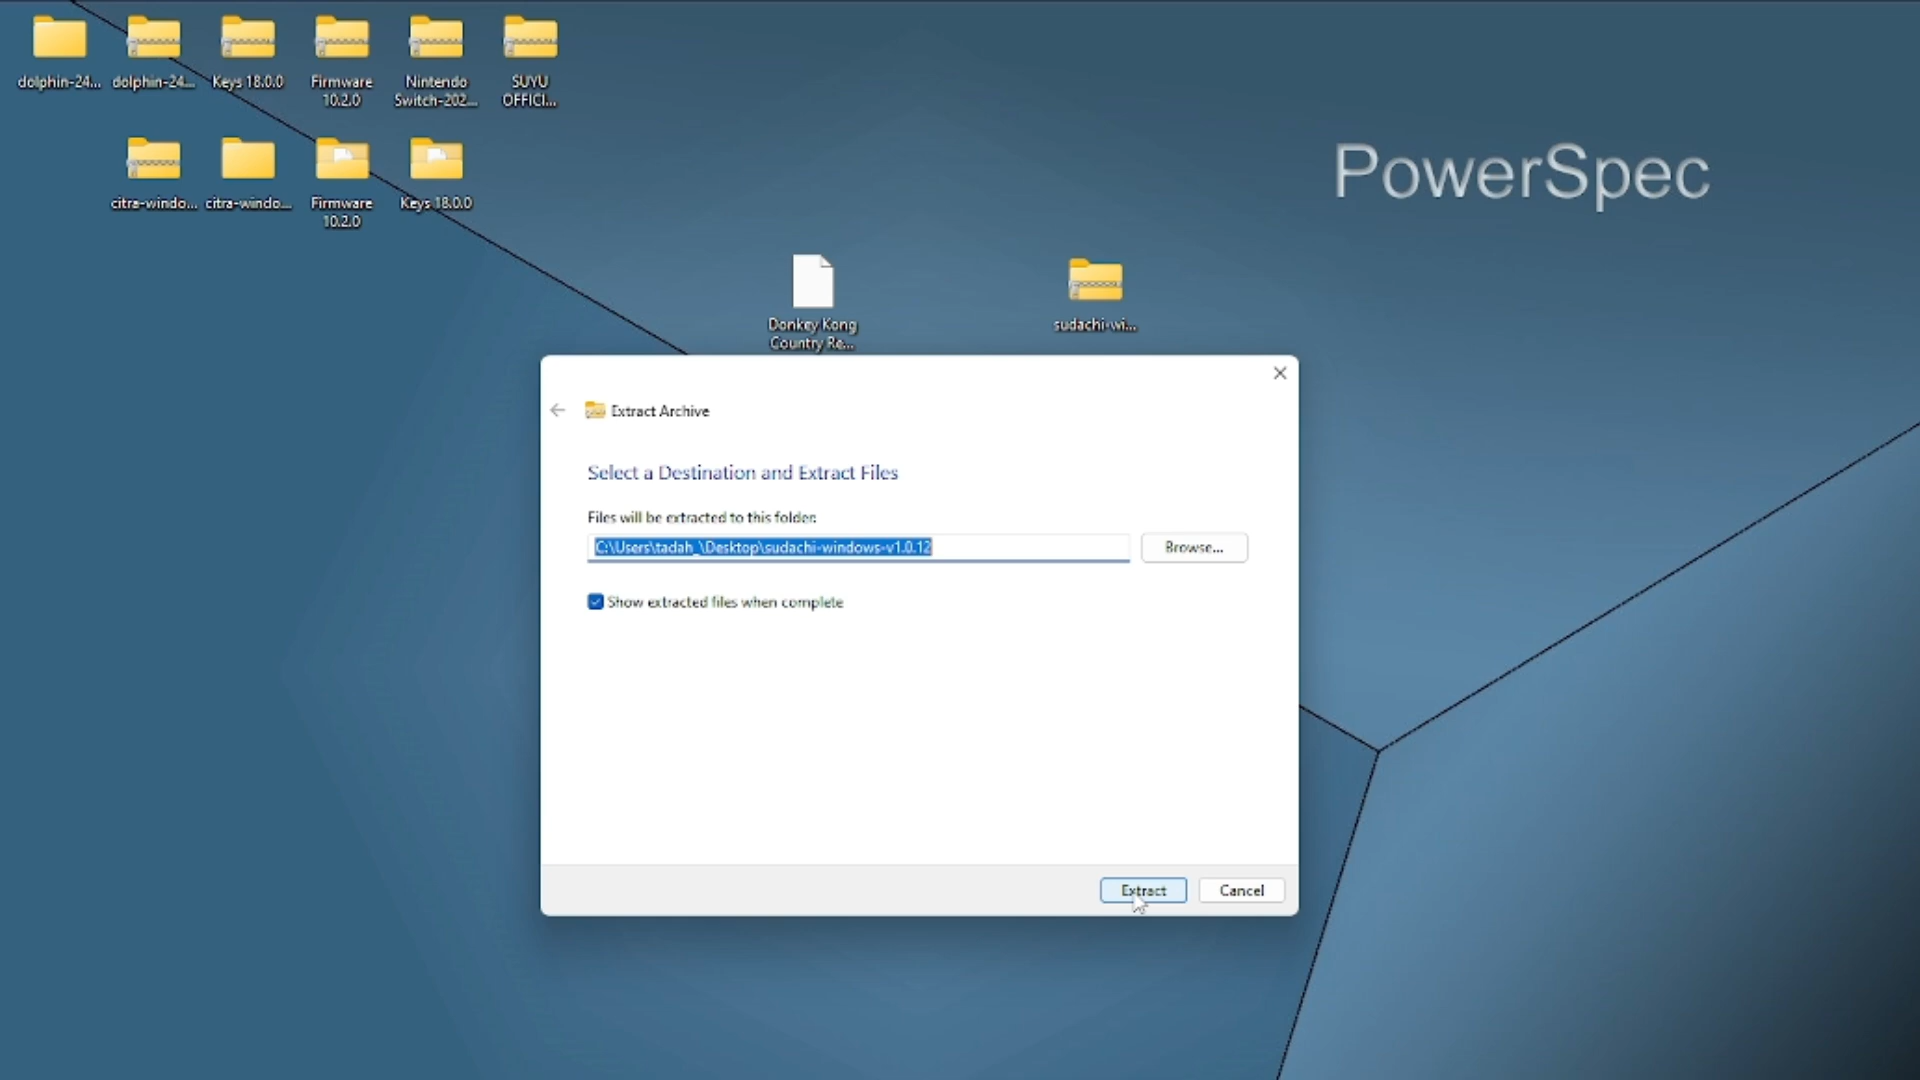 dolphin-24...
dolphin-24...
Keys 18.0.0
Firmware
10.2.0
Nintendo
Switch-202...
SUYU
OFFICI...
citra-windo...
citra-windo...
Firmware
10.2.0
Keys 18.0.0
PowerSpec
Donkey Kong
Country Re...
sudachi-wi...
Extract Archive
Select a Destination and Extract Files
Files will be extracted to this folder:
C:\Users\tadah_\Desktop\sudachi-windows-v1.0.12
Browse...
Show extracted files when complete
Extract
Cancel